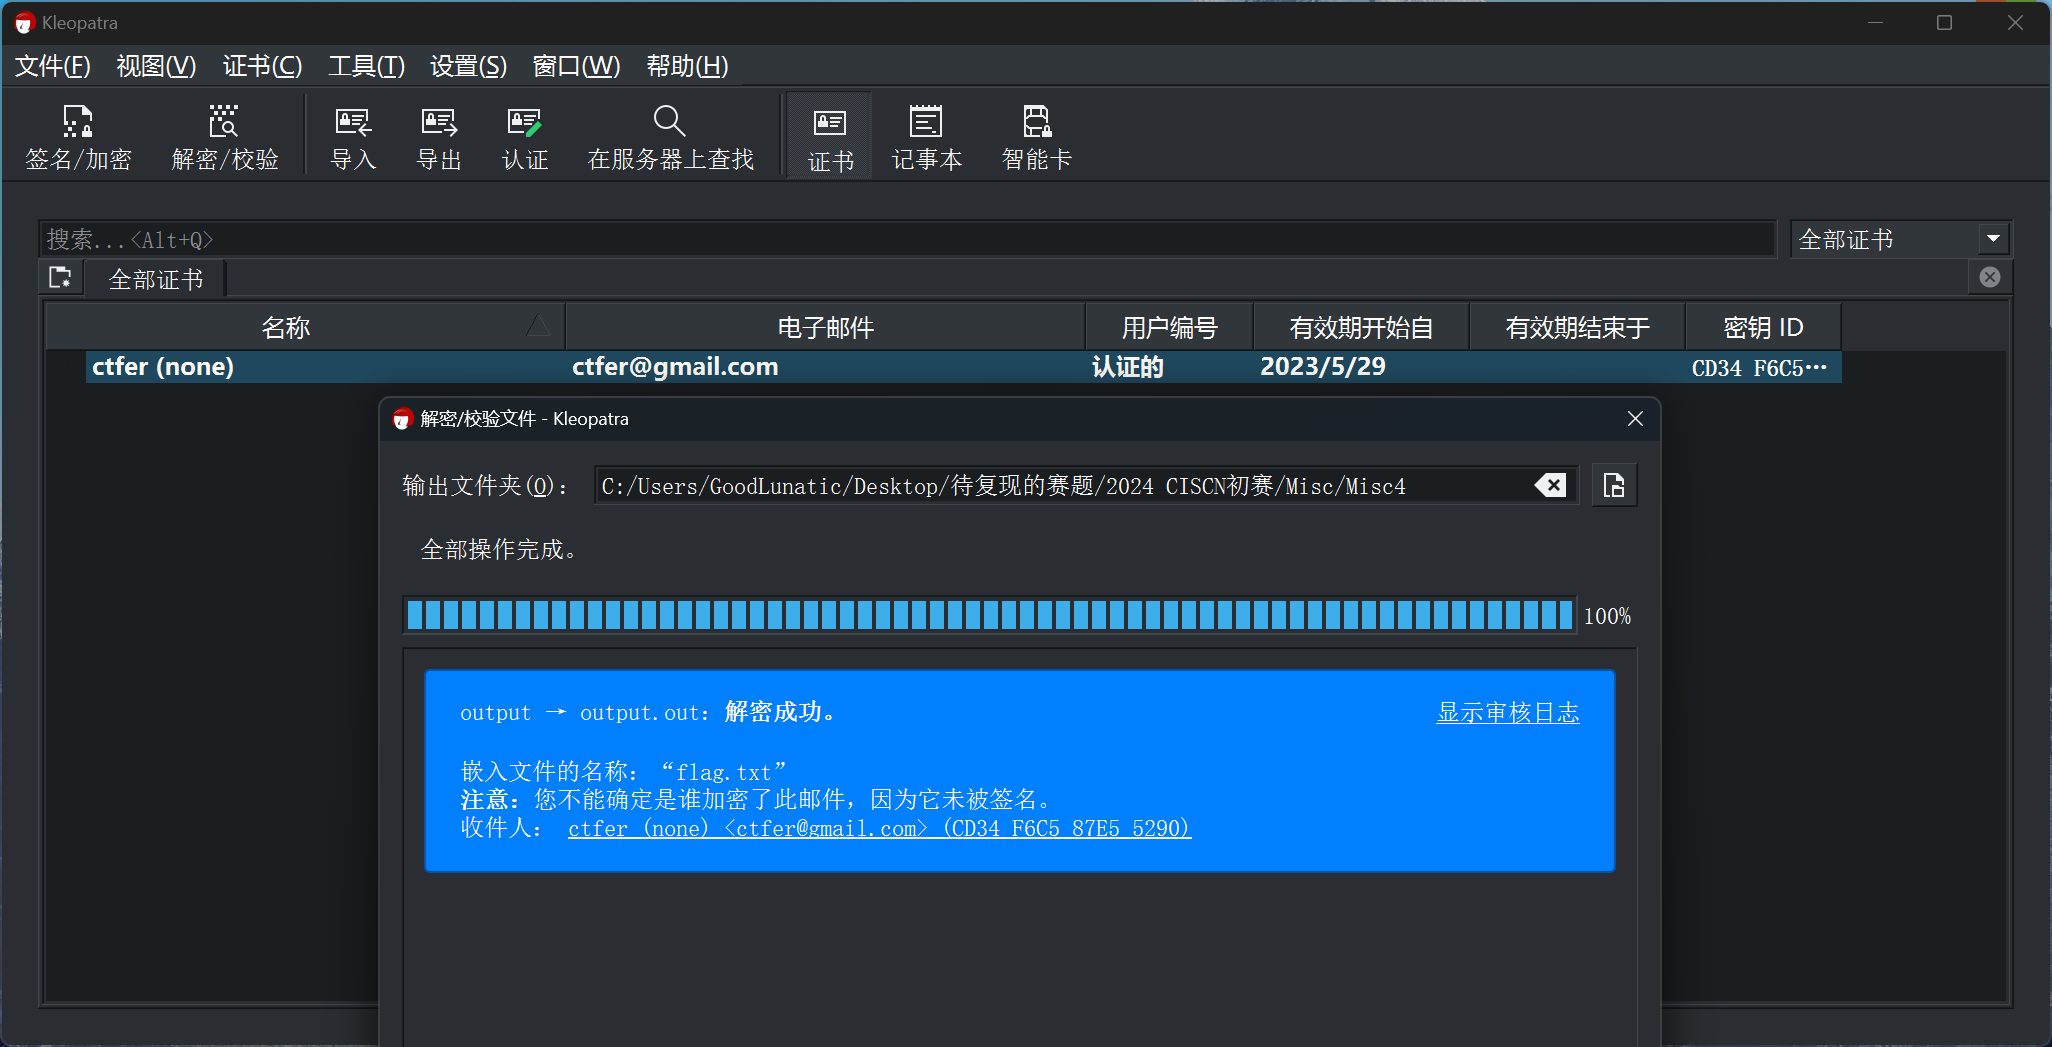 Kleopatra
文件(F) 视图(V) 证书(C) 工具(T) 设置(S) 窗口(W) 帮助(H)
签名/加密 解密/校验 导入 导出 认证 在服务器上查找 证书 记事本 智能卡
搜索...<Alt+Q> 全部证书
全部证书
名称 电子邮件 用户编号 有效期开始自 有效期结束于 密钥 ID
ctfer (none) ctfer@gmail.com 认证的 2023/5/29 CD34 F6C5…
解密/校验文件 - Kleopatra
输出文件夹(O)： C:/Users/GoodLunatic/Desktop/待复现的赛题/2024 CISCN初赛/Misc/Misc4
全部操作完成。
100%
output → output.out: 解密成功。 显示审核日志
嵌入文件的名称：“flag.txt”
注意：您不能确定是谁加密了此邮件，因为它未被签名。
收件人： ctfer (none) <ctfer@gmail.com> (CD34 F6C5 87E5 5290)